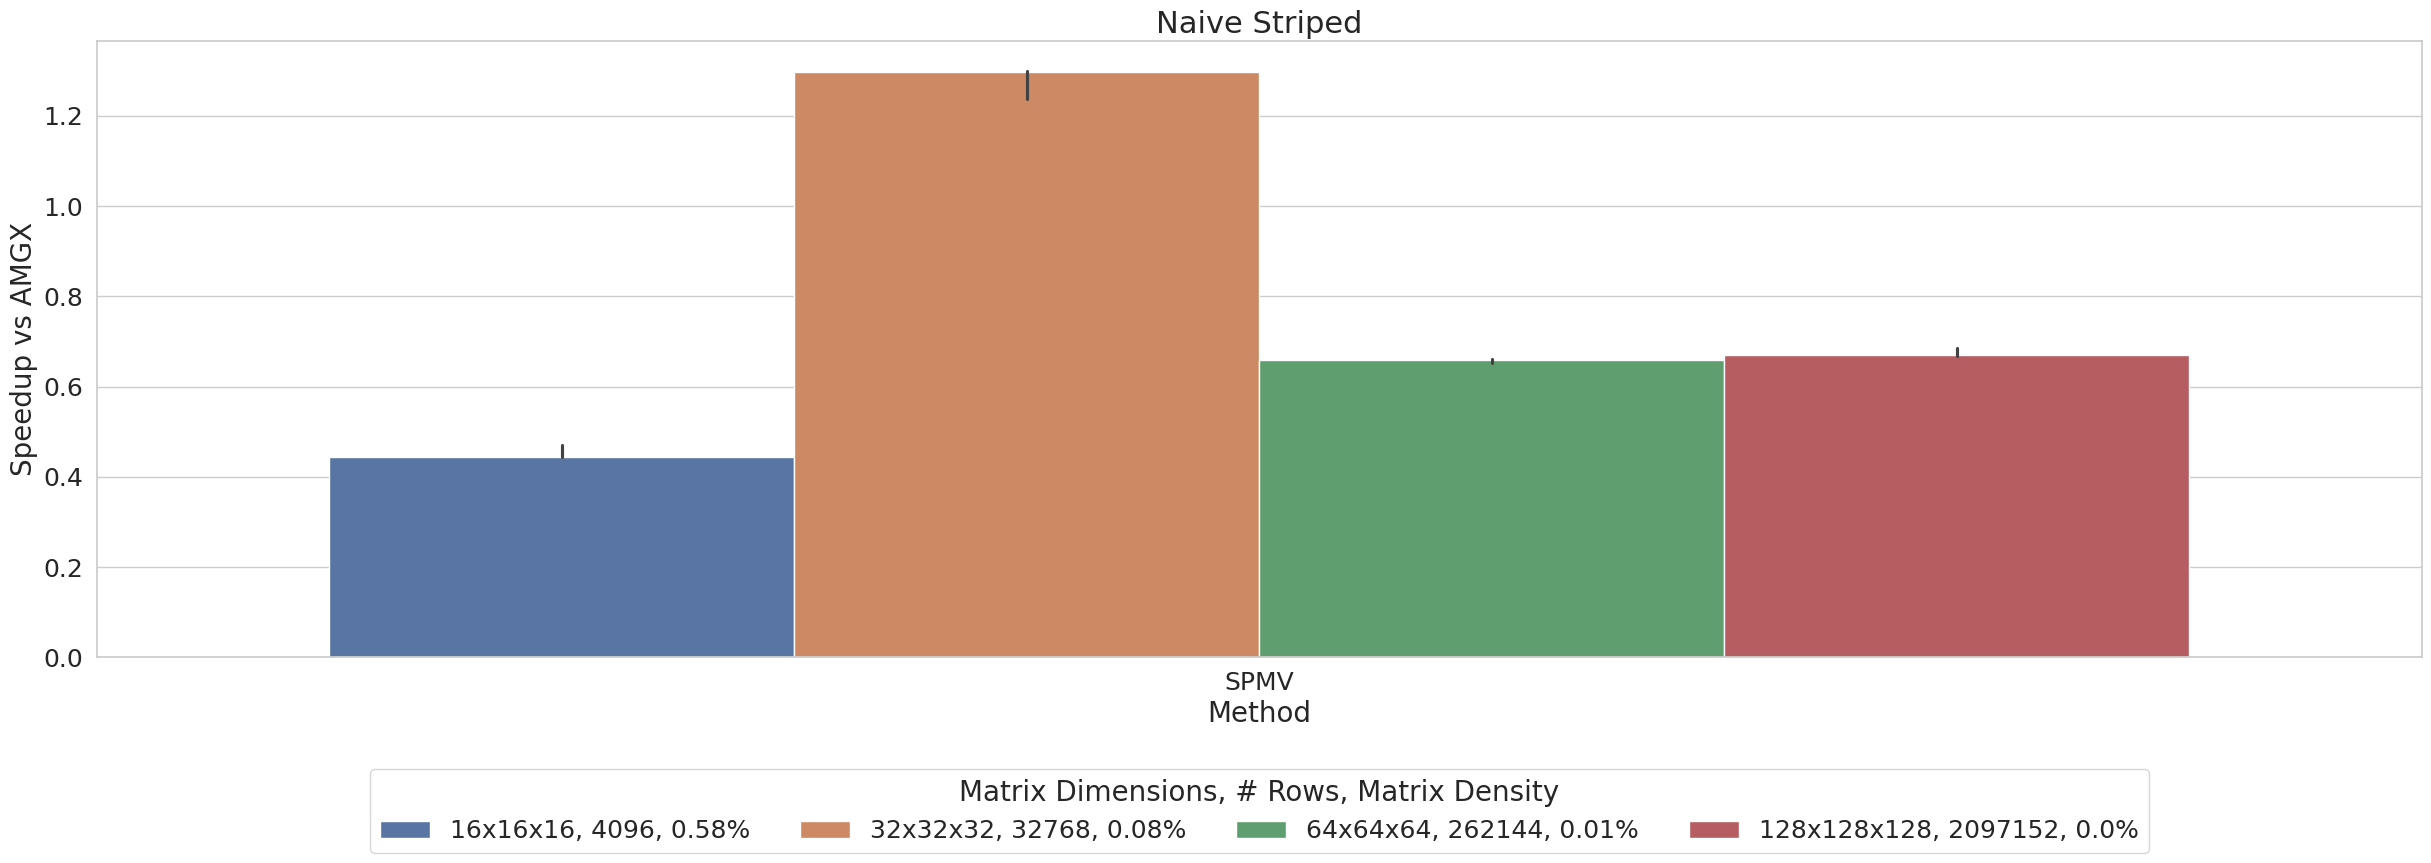 Naive Striped
Speedup vs AMGX
1.2
1.0
0.8
0.6
0.4
0.2
0.0
SPMV
Method
Matrix Dimensions, # Rows, Matrix Density
16x16x16, 4096, 0.58% 32x32x32, 32768, 0.08% 64x64x64, 262144, 0.01% 128x128x128, 2097152, 0.0%